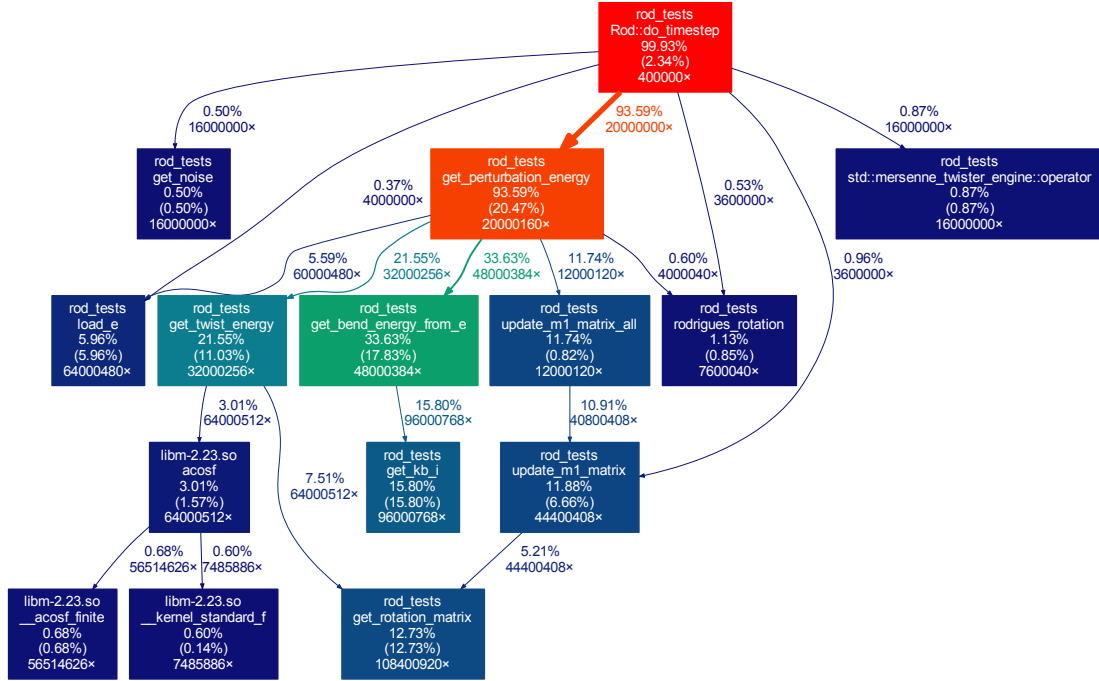 rod_tests
Rod::do_timestep
99.93%
(2.34%)
400000×
0.50%
16000000×
93.59%
20000000×
0.87%
16000000×
rod_tests
get_noise
0.50%
(0.50%)
16000000×
0.37%
4000000×
rod_tests
get_perturbation_energy
93.59%
(20.47%)
20000160×
0.53%
3600000×
rod_tests
std::mersenne_twister_engine::operator
0.87%
(0.87%)
16000000×
5.59%
60000480×
21.55%
32000256×
33.63%
48000384×
11.74%
12000120×
0.60%
4000040×
0.96%
3600000×
rod_tests
load_e
5.96%
(5.96%)
64000480×
rod_tests
get_twist_energy
21.55%
(11.03%)
32000256×
rod_tests
get_bend_energy_from_e
33.63%
(17.83%)
48000384×
rod_tests
update_m1_matrix_all
11.74%
(0.82%)
12000120×
rod_tests
rodrigues_rotation
1.13%
(0.85%)
7600040×
3.01%
64000512×
15.80%
96000768×
10.91%
40800408×
libm-2.23.so
acosf
3.01%
(1.57%)
64000512×
7.51%
64000512×
rod_tests
get_kb_i
15.80%
(15.80%)
96000768×
rod_tests
update_m1_matrix
11.88%
(6.66%)
44400408×
0.68%
56514626×
0.60%
7485886×
5.21%
44400408×
libm-2.23.so
__acosf_finite
0.68%
(0.68%)
56514626×
libm-2.23.so
__kernel_standard_f
0.60%
(0.14%)
7485886×
rod_tests
get_rotation_matrix
12.73%
(12.73%)
108400920×